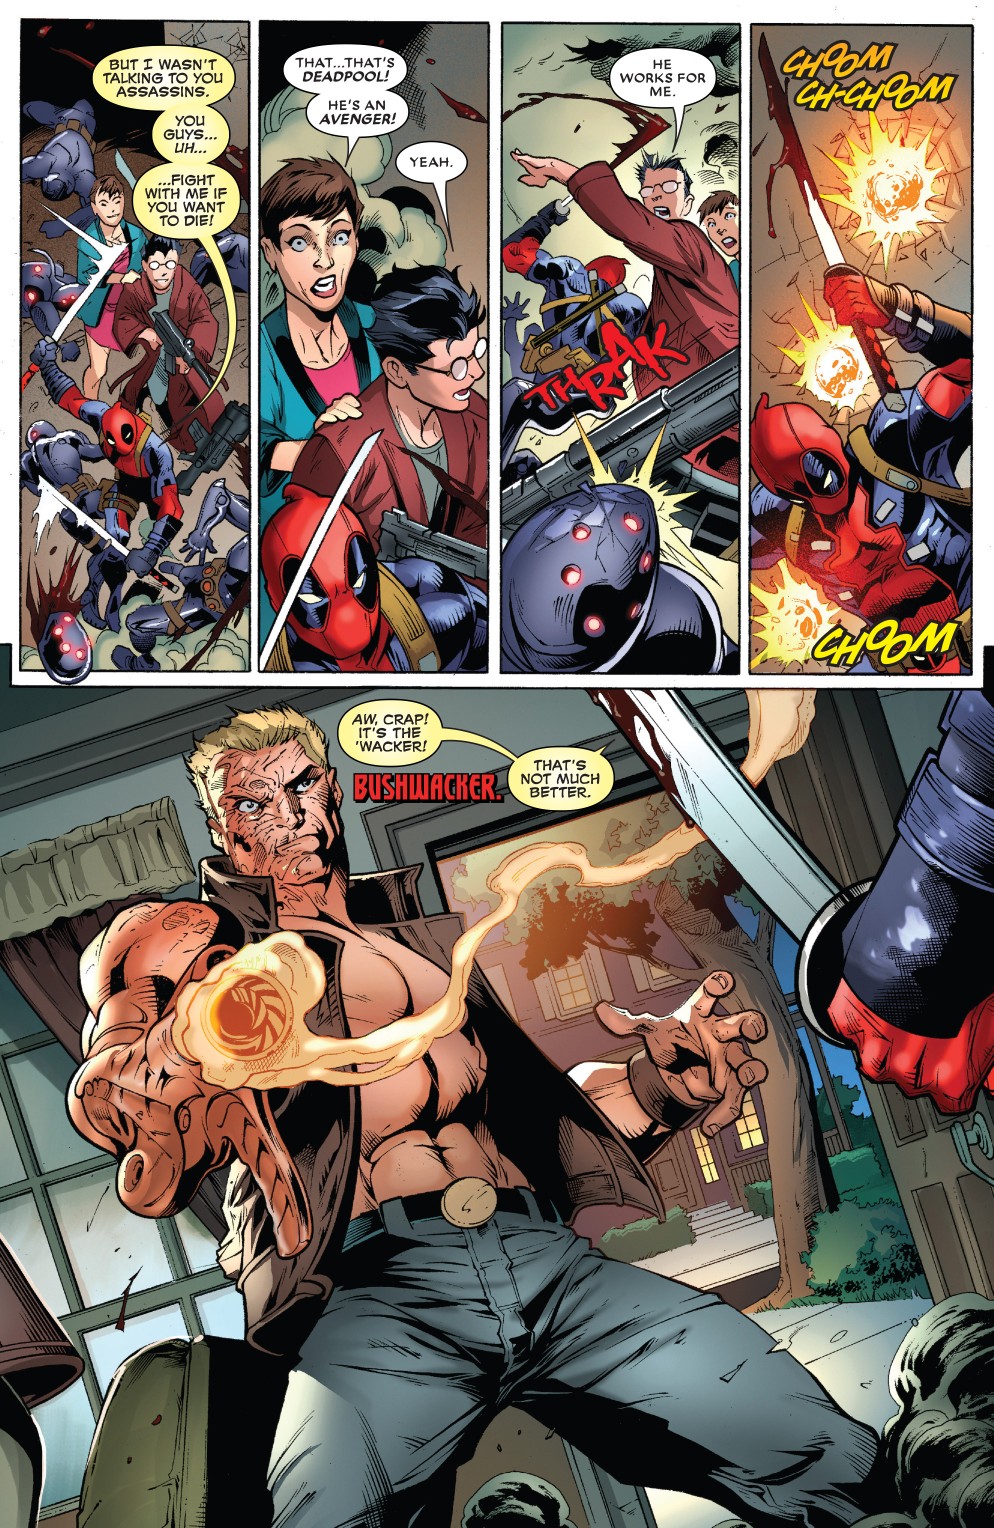 BUT I WASN'T
TALKING TO YOU
ASSASSINS.
YOU
GUYS...
UH...
...FIGHT
WITH ME IF
YOU WANT
TO DIE!
THAT...THAT'S
DEADPOOL!
HE'S AN
AVENGER!
YEAH.
HE
WORKS FOR
ME.
THRAK
CHOOM
CH-CHOOM
CHOOM
AW, CRAP!
IT'S THE
'WACKER!
BUSHWACKER.
THAT'S
NOT MUCH
BETTER.